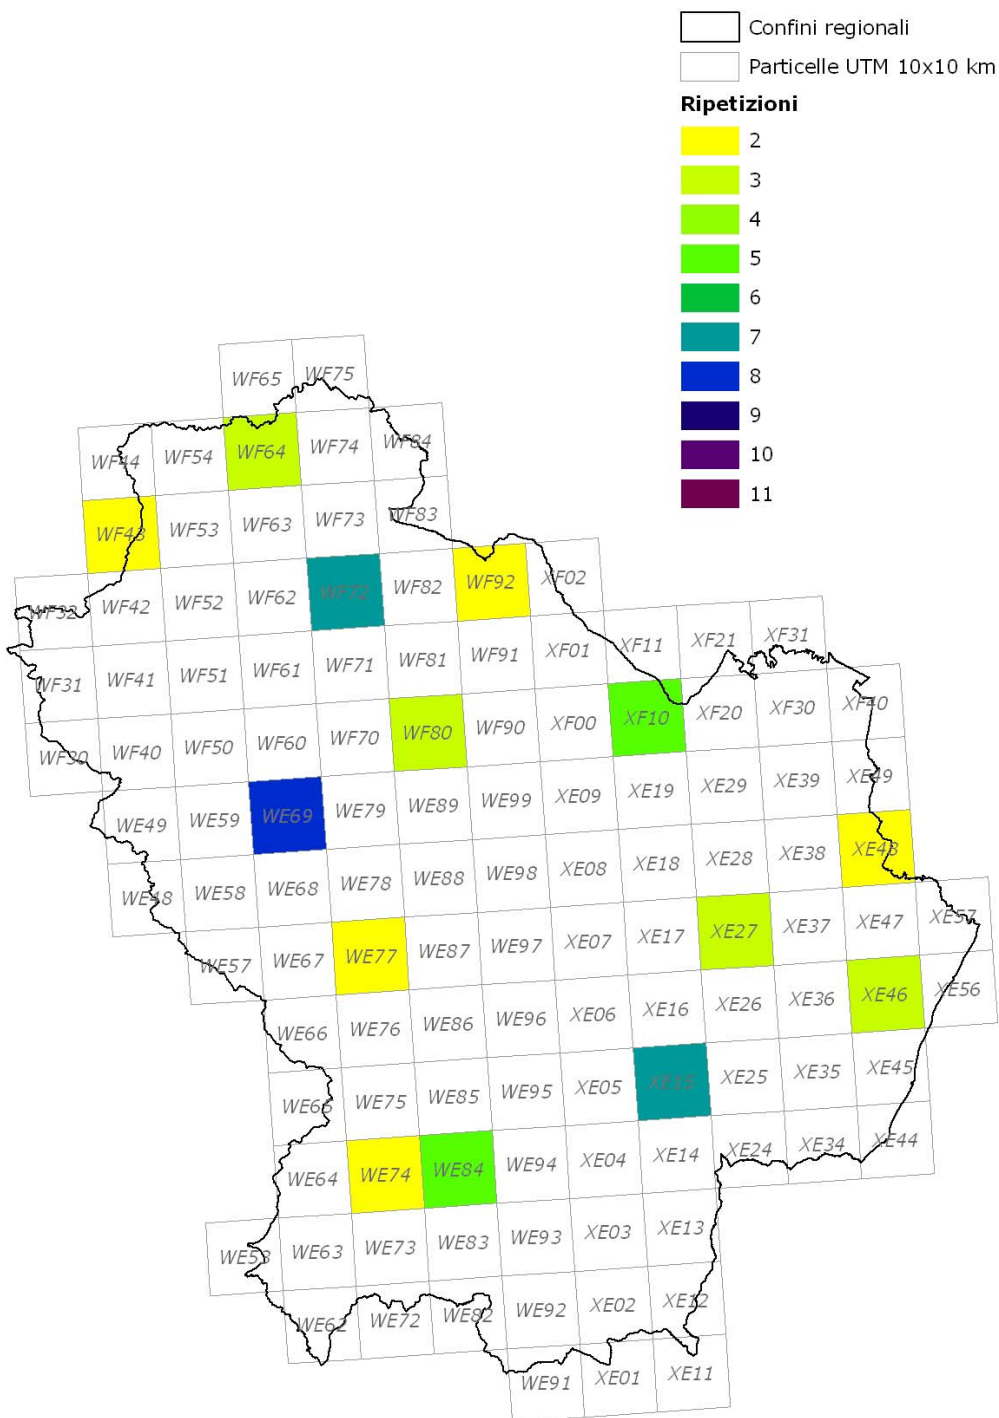 Confini regionali
Particelle UTM 10x10 km
Ripetizioni
2
3
4
5
6
7
8
9
10
11
WF65 WF75
WF44 WF54 WF64 WF74 WF84
WF43 WF53 WF63 WF73 WF83
WF32 WF42 WF52 WF62 WF72 WF82 WF92 XF02
WF31 WF41 WF51 WF61 WF71 WF81 WF91 XF01 XF11 XF21 XF31
WF30 WF40 WF50 WF60 WF70 WF80 WF90 XF00 XF10 XF20 XF30 XF40
WE49 WE59 WE69 WE79 WE89 WE99 XE09 XE19 XE29 XE39 XE49
WE48 WE58 WE68 WE78 WE88 WE98 XE08 XE18 XE28 XE38 XE48
WE57 WE67 WE77 WE87 WE97 XE07 XE17 XE27 XE37 XE47 XE57
WE66 WE76 WE86 WE96 XE06 XE16 XE26 XE36 XE46 XE56
WE65 WE75 WE85 WE95 XE05 XE15 XE25 XE35 XE45
WE64 WE74 WE84 WE94 XE04 XE14 XE24 XE34 XE44
WE53 WE63 WE73 WE83 WE93 XE03 XE13
WE62 WE72 WE82 WE92 XE02 XE12
WE91 XE01 XE11